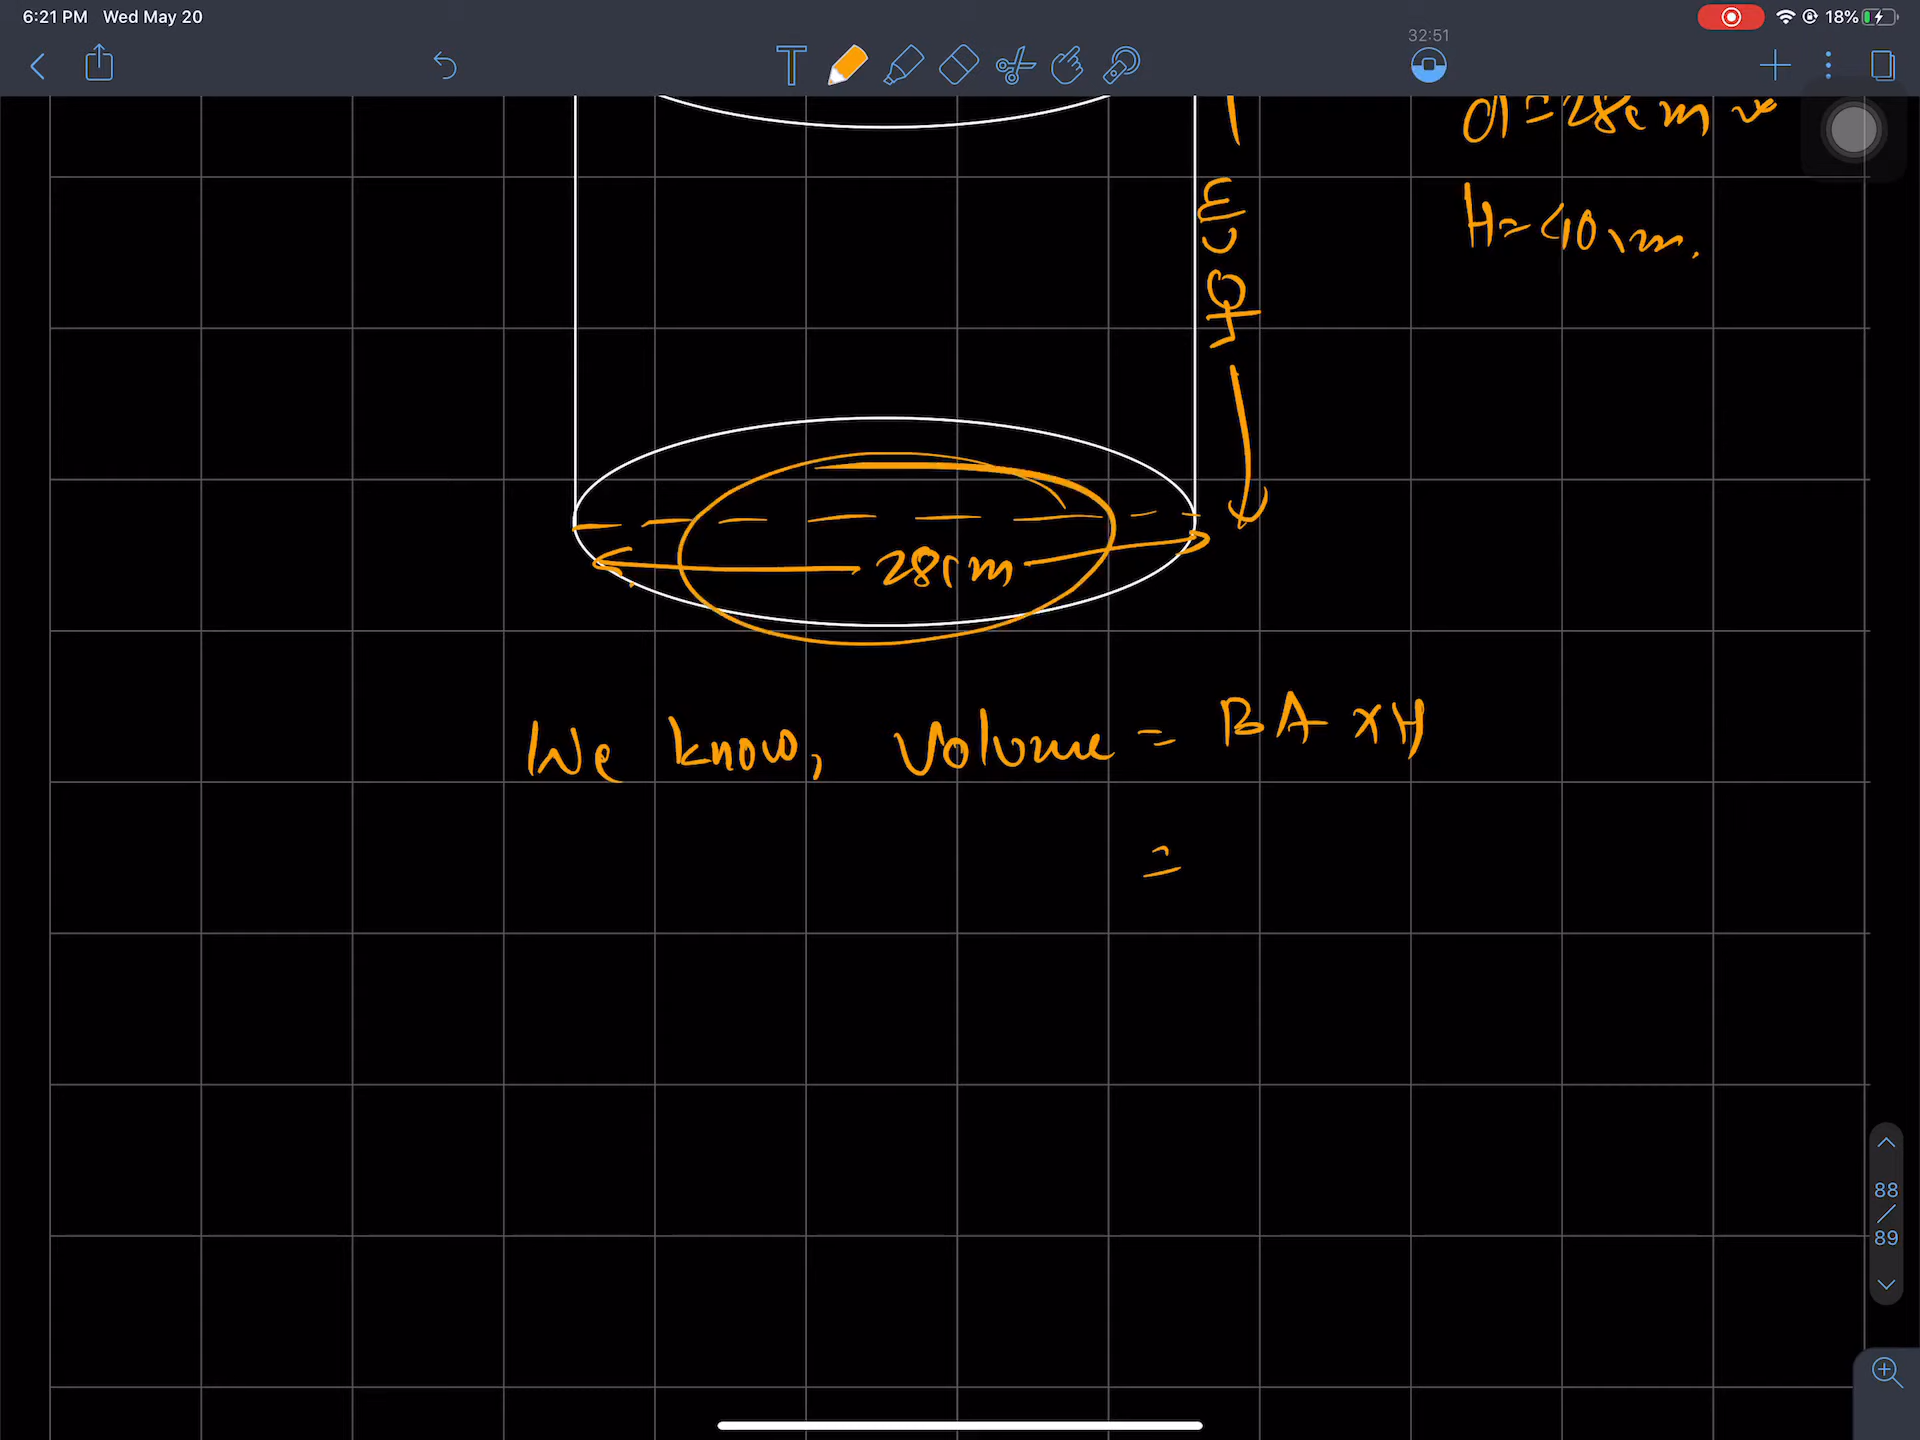 6:21 PM Wed May 20
18%
32:51
d = 28cm
H = 40cm.
40cm
28cm
We know, Volume = BA x H
=
88
/
89